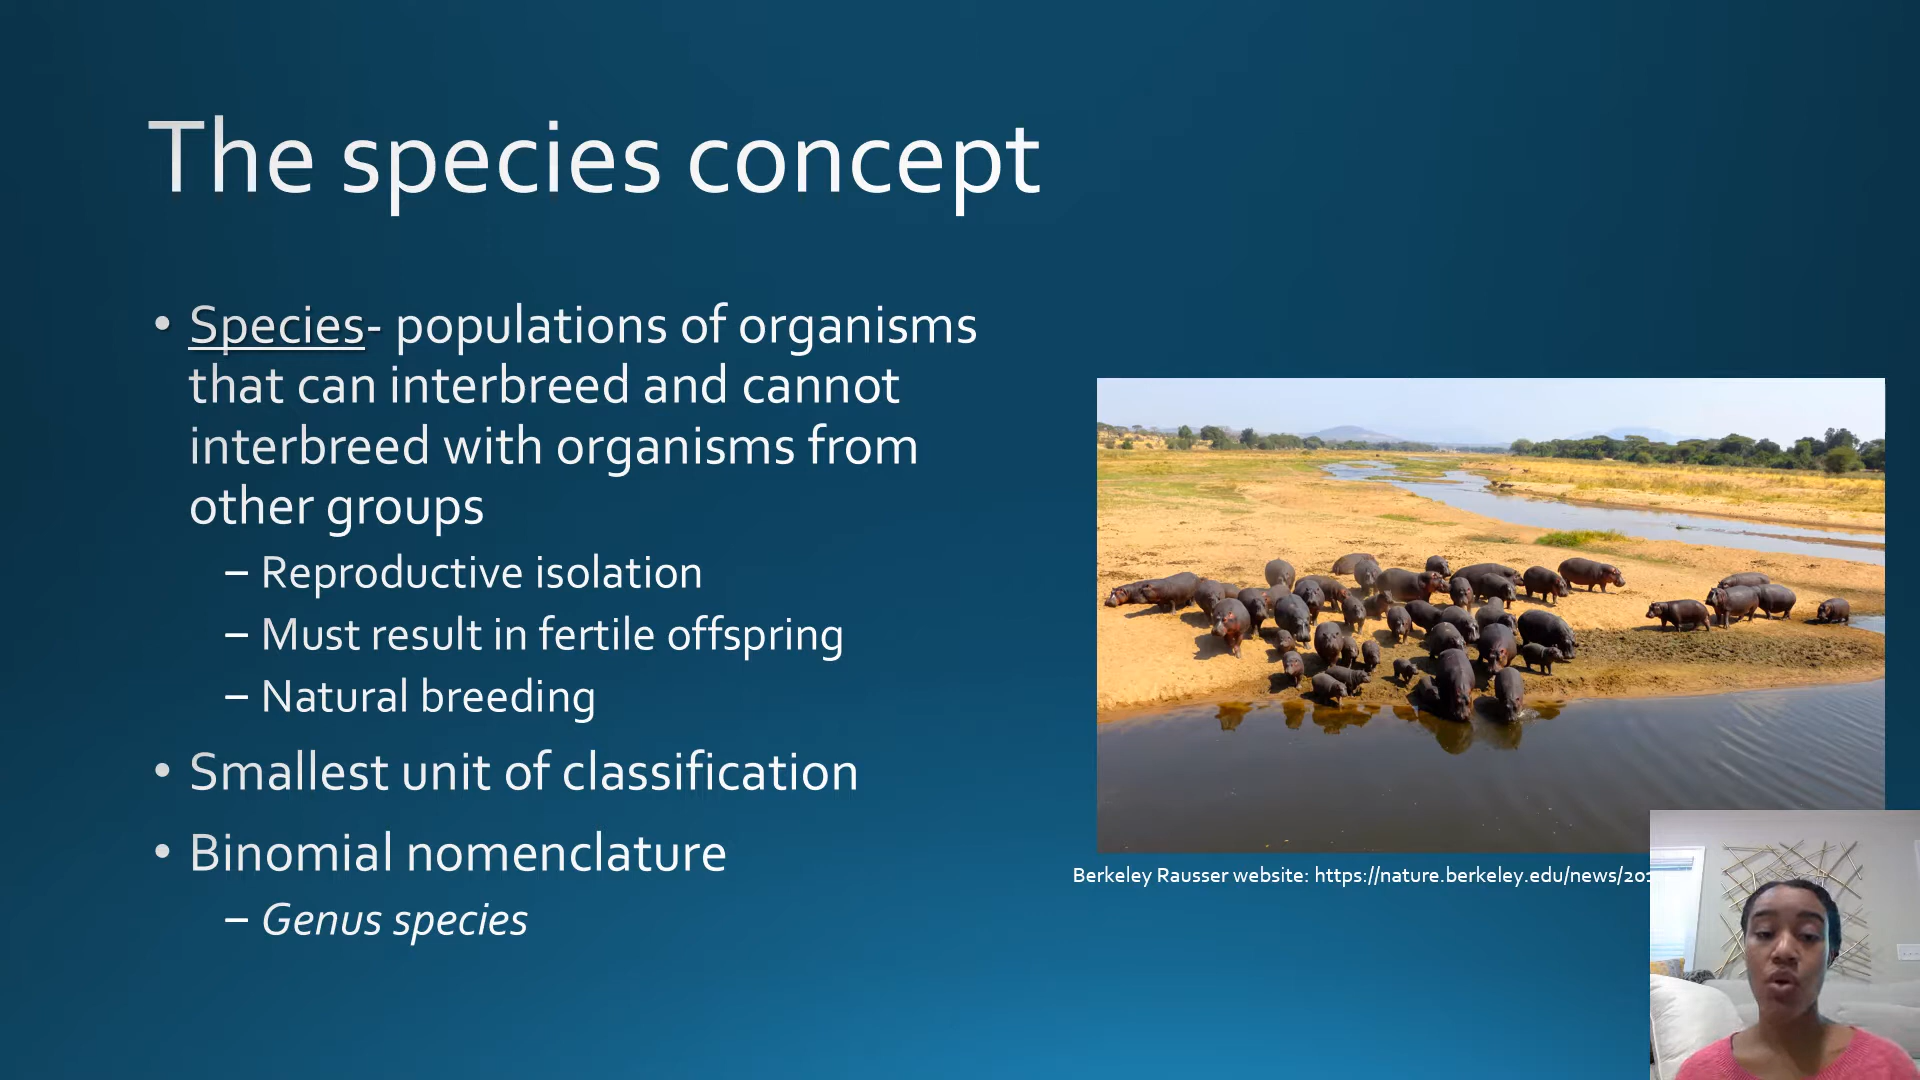 The species concept
• Species- populations of organisms
that can interbreed and cannot
interbreed with organisms from
other groups
– Reproductive isolation
– Must result in fertile offspring
– Natural breeding
• Smallest unit of classification
• Binomial nomenclature
– Genus species
Berkeley Rausser website: https://nature.berkeley.edu/news/201